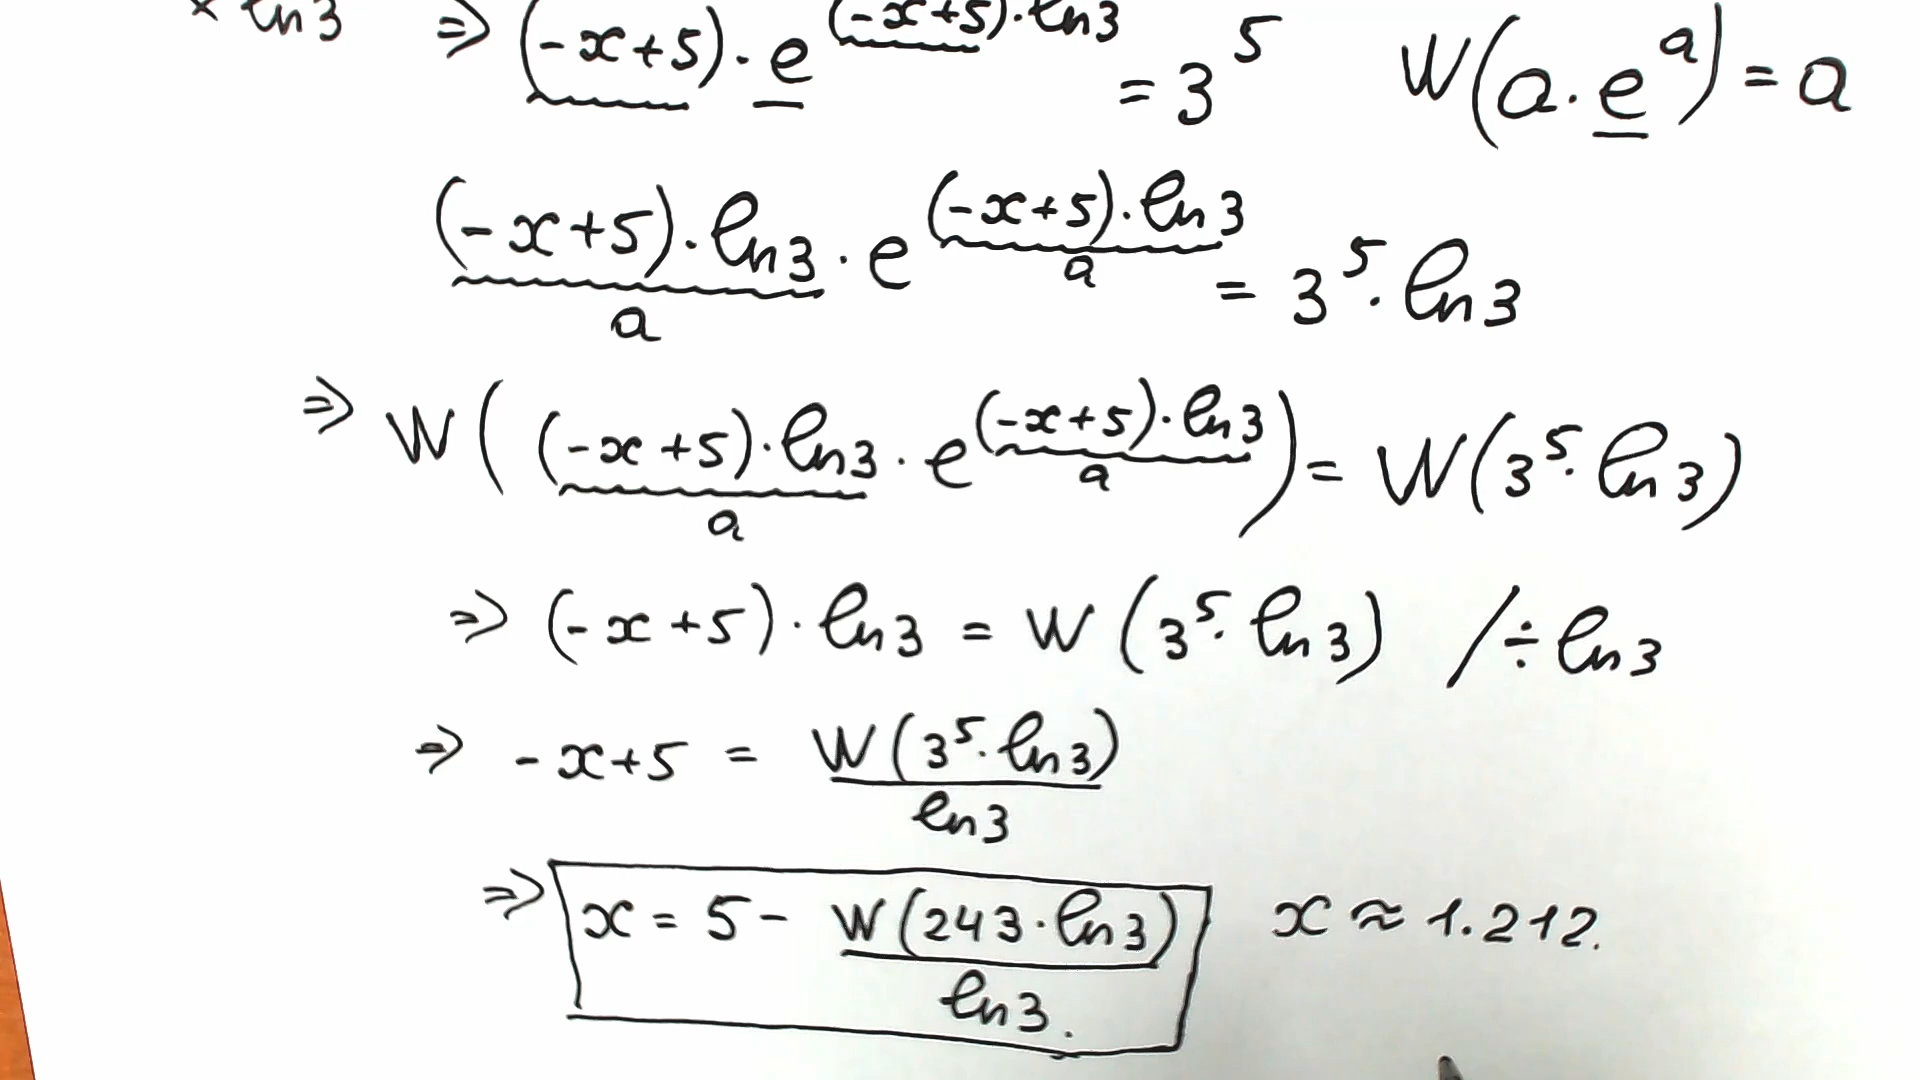 × ln3 ⇒ (-x+5) · e^((-x+5)·ln3) = 3^5 W(a·e^a) = a
(-x+5)·ln3 · e^((-x+5)·ln3) = 3^5 · ln3
a a
⇒ W((-x+5)·ln3 · e^((-x+5)·ln3)) = W(3^5 · ln3)
a a
⇒ (-x+5)·ln3 = W(3^5 · ln3) / ÷ ln3
⇒ -x+5 = W(3^5 · ln3) / ln3
⇒ x = 5 - W(243·ln3) / ln3. x ≈ 1.212.